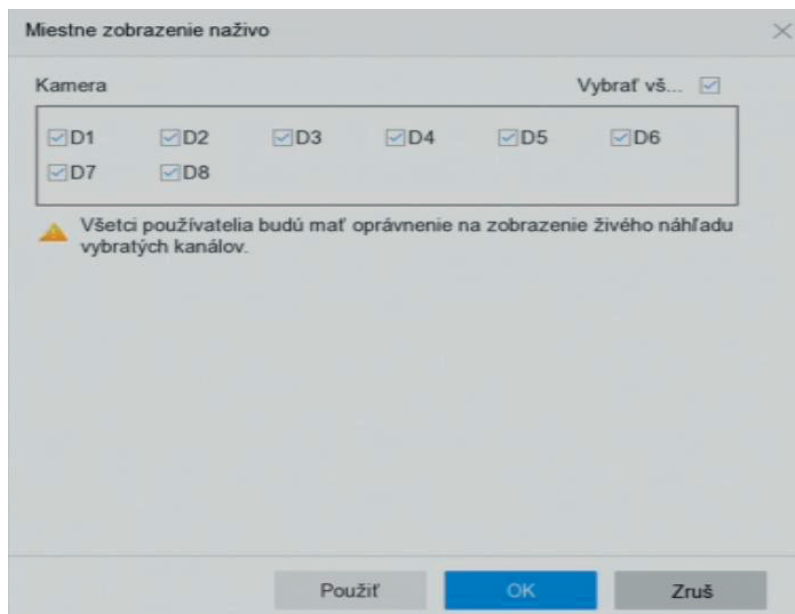 Miestne zobrazenie naživo
Kamera Vybrať vš...
D1 D2 D3 D4 D5 D6
D7 D8
Všetci používatelia budú mať oprávnenie na zobrazenie živého náhľadu
vybratých kanálov.
Použiť OK Zruš